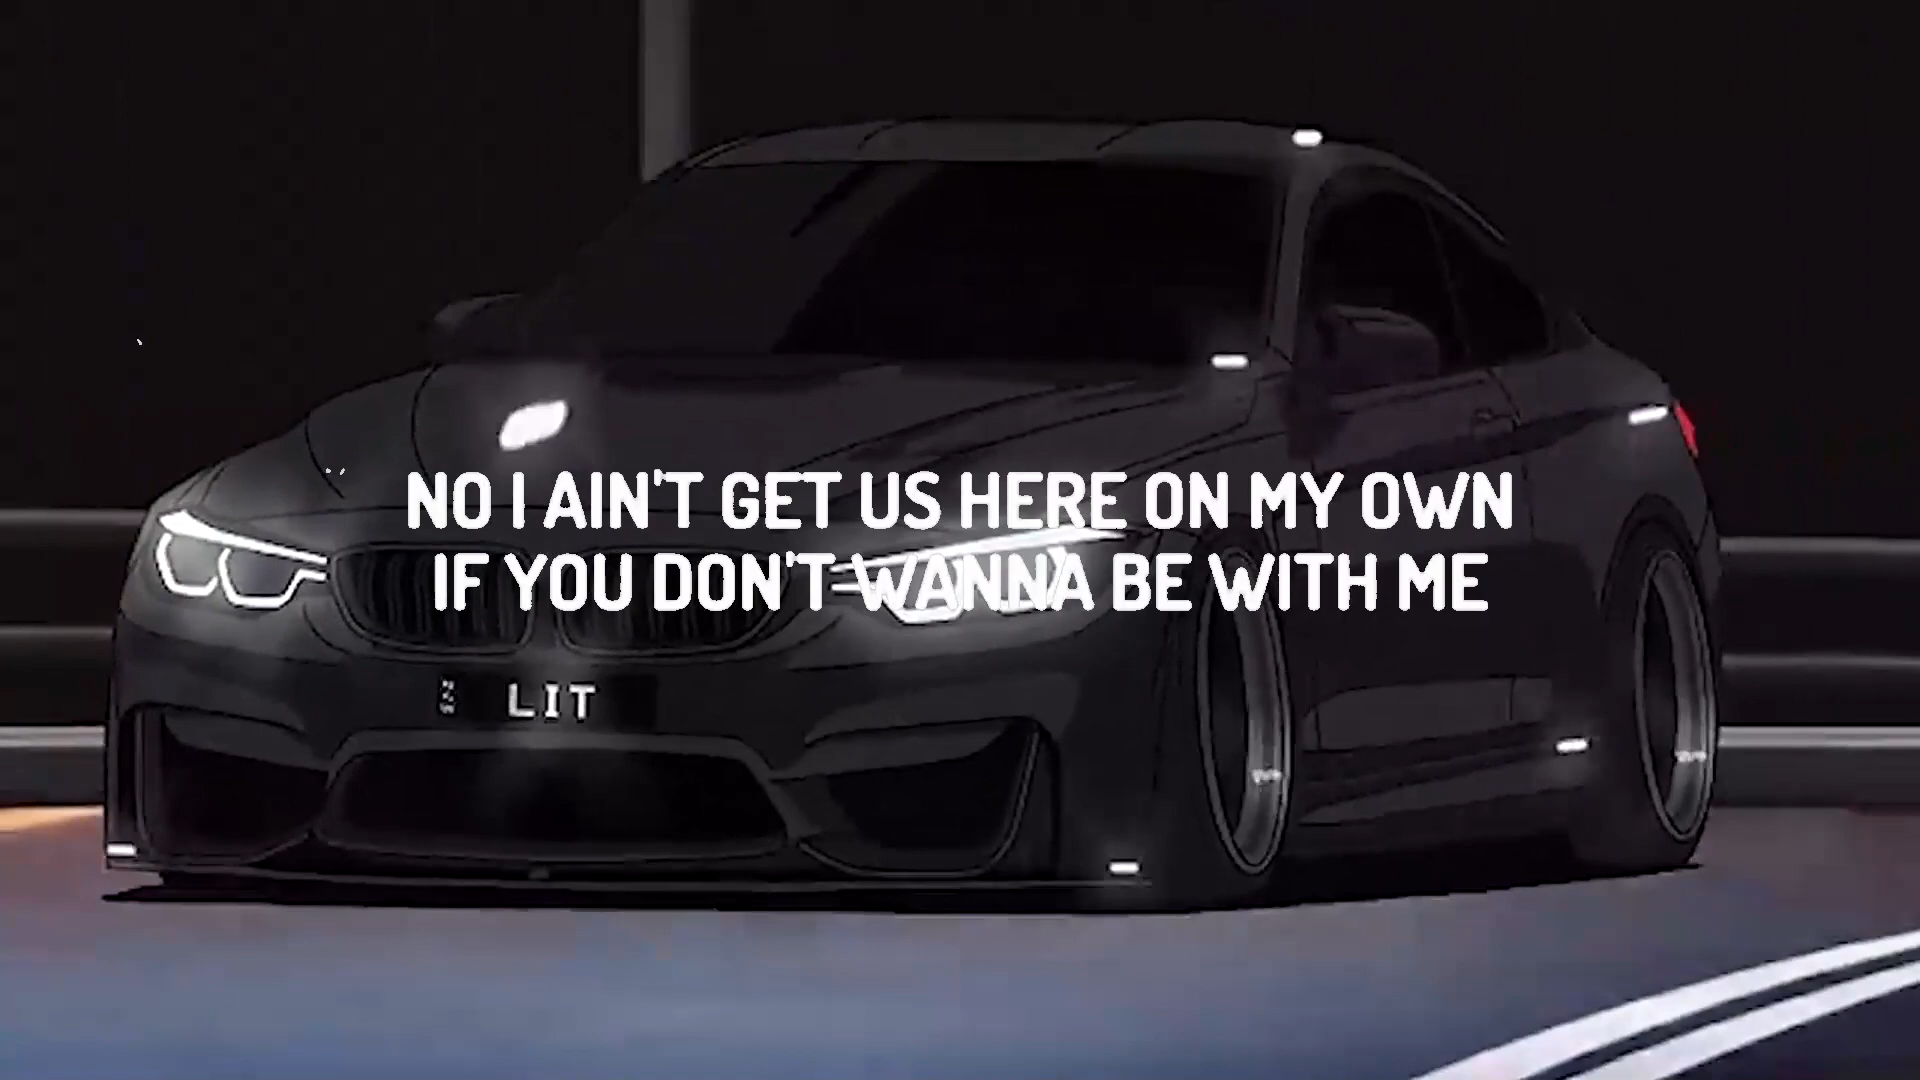 NO I AIN'T GET US HERE ON MY OWN
IF YOU DON'T WANNA BE WITH ME
LIT